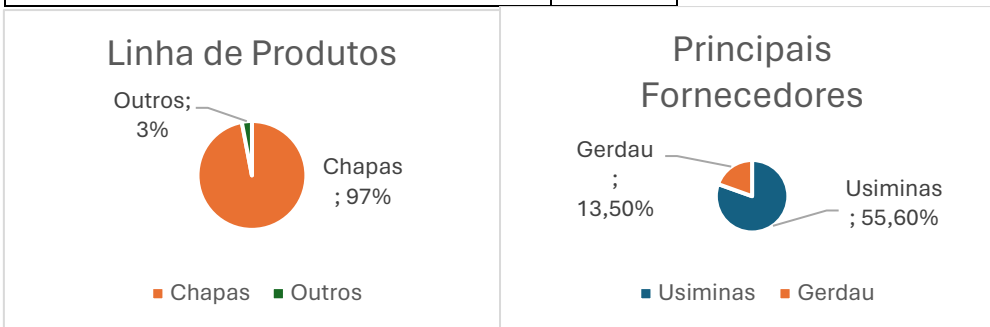 Linha de Produtos
Outros;
3%
Chapas
; 97%
Chapas
Outros
Principais
Fornecedores
Gerdau
;
13,50%
Usiminas
; 55,60%
Usiminas
Gerdau